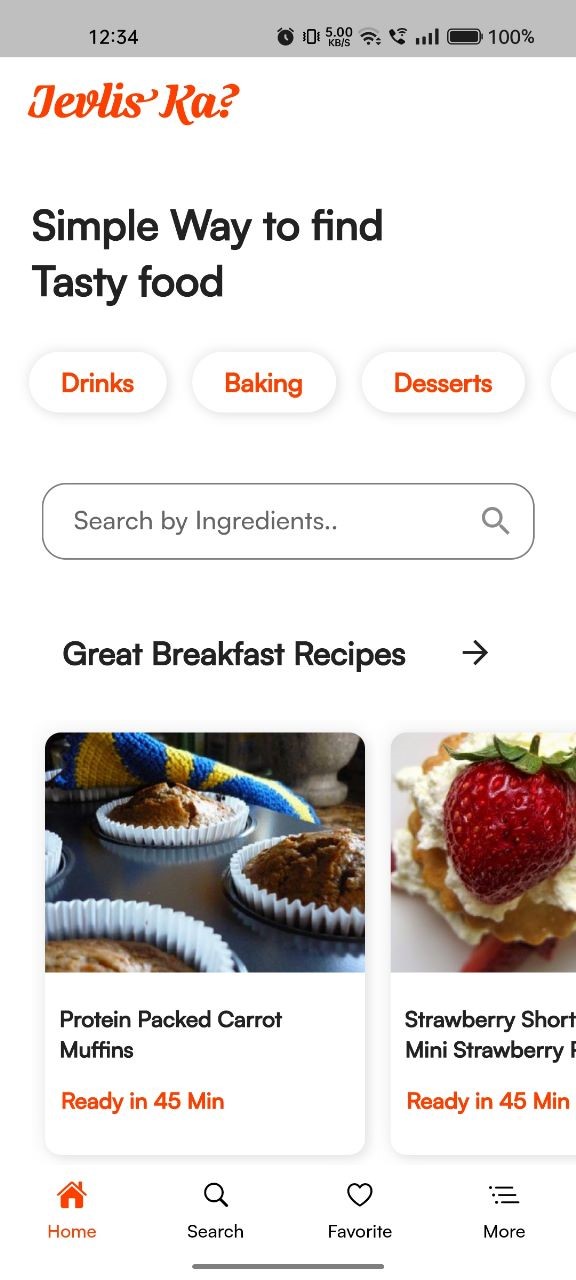 12:34
5.00
KB/S
100%
Jevlis Ka?
Simple Way to find
Tasty food
Drinks
Baking
Desserts
Search by Ingredients..
Great Breakfast Recipes
Protein Packed Carrot
Muffins
Ready in 45 Min
Strawberry Short
Mini Strawberry
Ready in 45 Min
Home
Search
Favorite
More